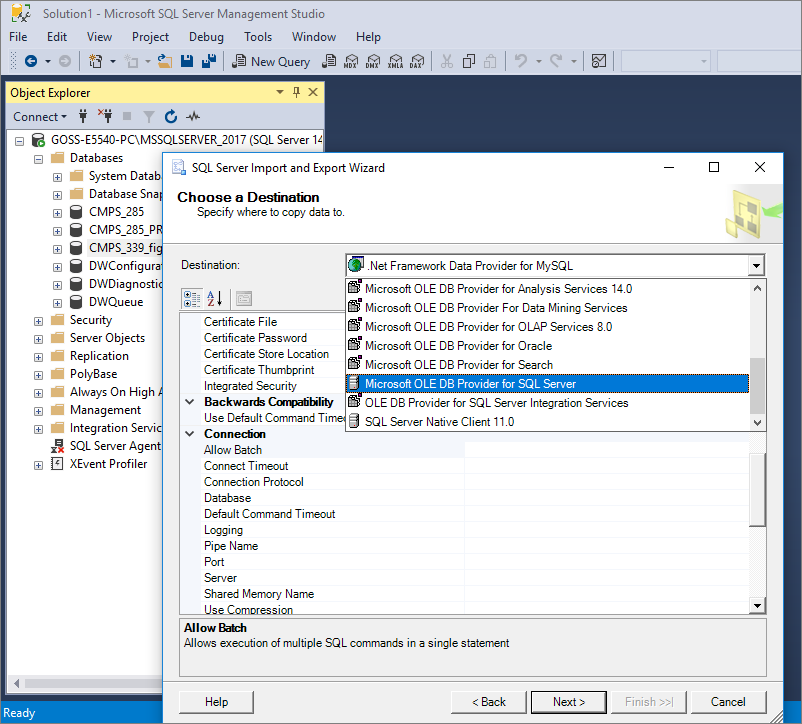 Solution1 - Microsoft SQL Server Management Studio
File Edit View Project Debug Tools Window Help
New Query MDX DMX XMLA DAX
Object Explorer
Connect
GOSS-E5540-PC\MSSQLSERVER_2017 (SQL Server 14
Databases
System Datab
Database Snap
CMPS_285
CMPS_285_PR
CMPS_339_fig
DWConfigurat
DWDiagnostic
DWQueue
Security
Server Objects
Replication
PolyBase
Always On High A
Management
Integration Servic
SQL Server Agent
XEvent Profiler
Ready
SQL Server Import and Export Wizard
Choose a Destination
Specify where to copy data to.
Destination:
.Net Framework Data Provider for MySQL
Microsoft OLE DB Provider for Analysis Services 14.0
Microsoft OLE DB Provider For Data Mining Services
Microsoft OLE DB Provider for OLAP Services 8.0
Microsoft OLE DB Provider for Oracle
Microsoft OLE DB Provider for Search
Microsoft OLE DB Provider for SQL Server
OLE DB Provider for SQL Server Integration Services
SQL Server Native Client 11.0
Certificate File
Certificate Password
Certificate Store Location
Certificate Thumbprint
Integrated Security
Backwards Compatibility
Use Default Command Timeo
Connection
Allow Batch
Connect Timeout
Connection Protocol
Database
Default Command Timeout
Logging
Pipe Name
Port
Server
Shared Memory Name
Use Compression
Allow Batch
Allows execution of multiple SQL commands in a single statement
Help < Back Next > Finish >>| Cancel